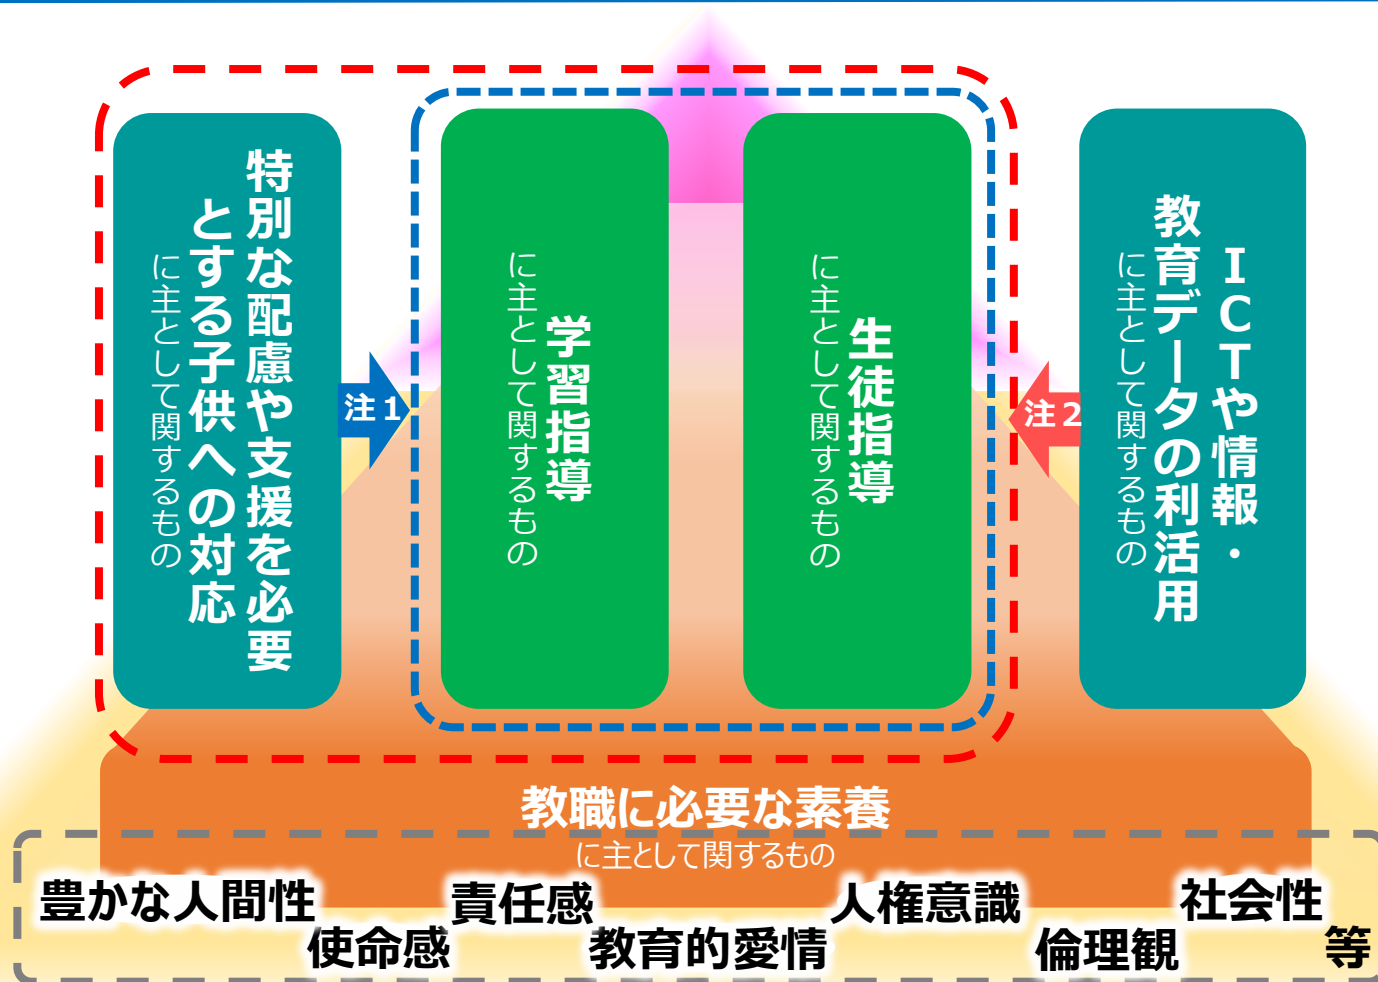 特別な配慮や支援を必要
とする子供への対応
に主として関するもの
注１
学習指導
に主として関するもの
生徒指導
に主として関するもの
注２
ＩＣＴや情報・
教育データの利活用
に主として関するもの
教職に必要な素養
に主として関するもの
豊かな人間性
使命感
責任感
教育的愛情
人権意識
倫理観
社会性
等